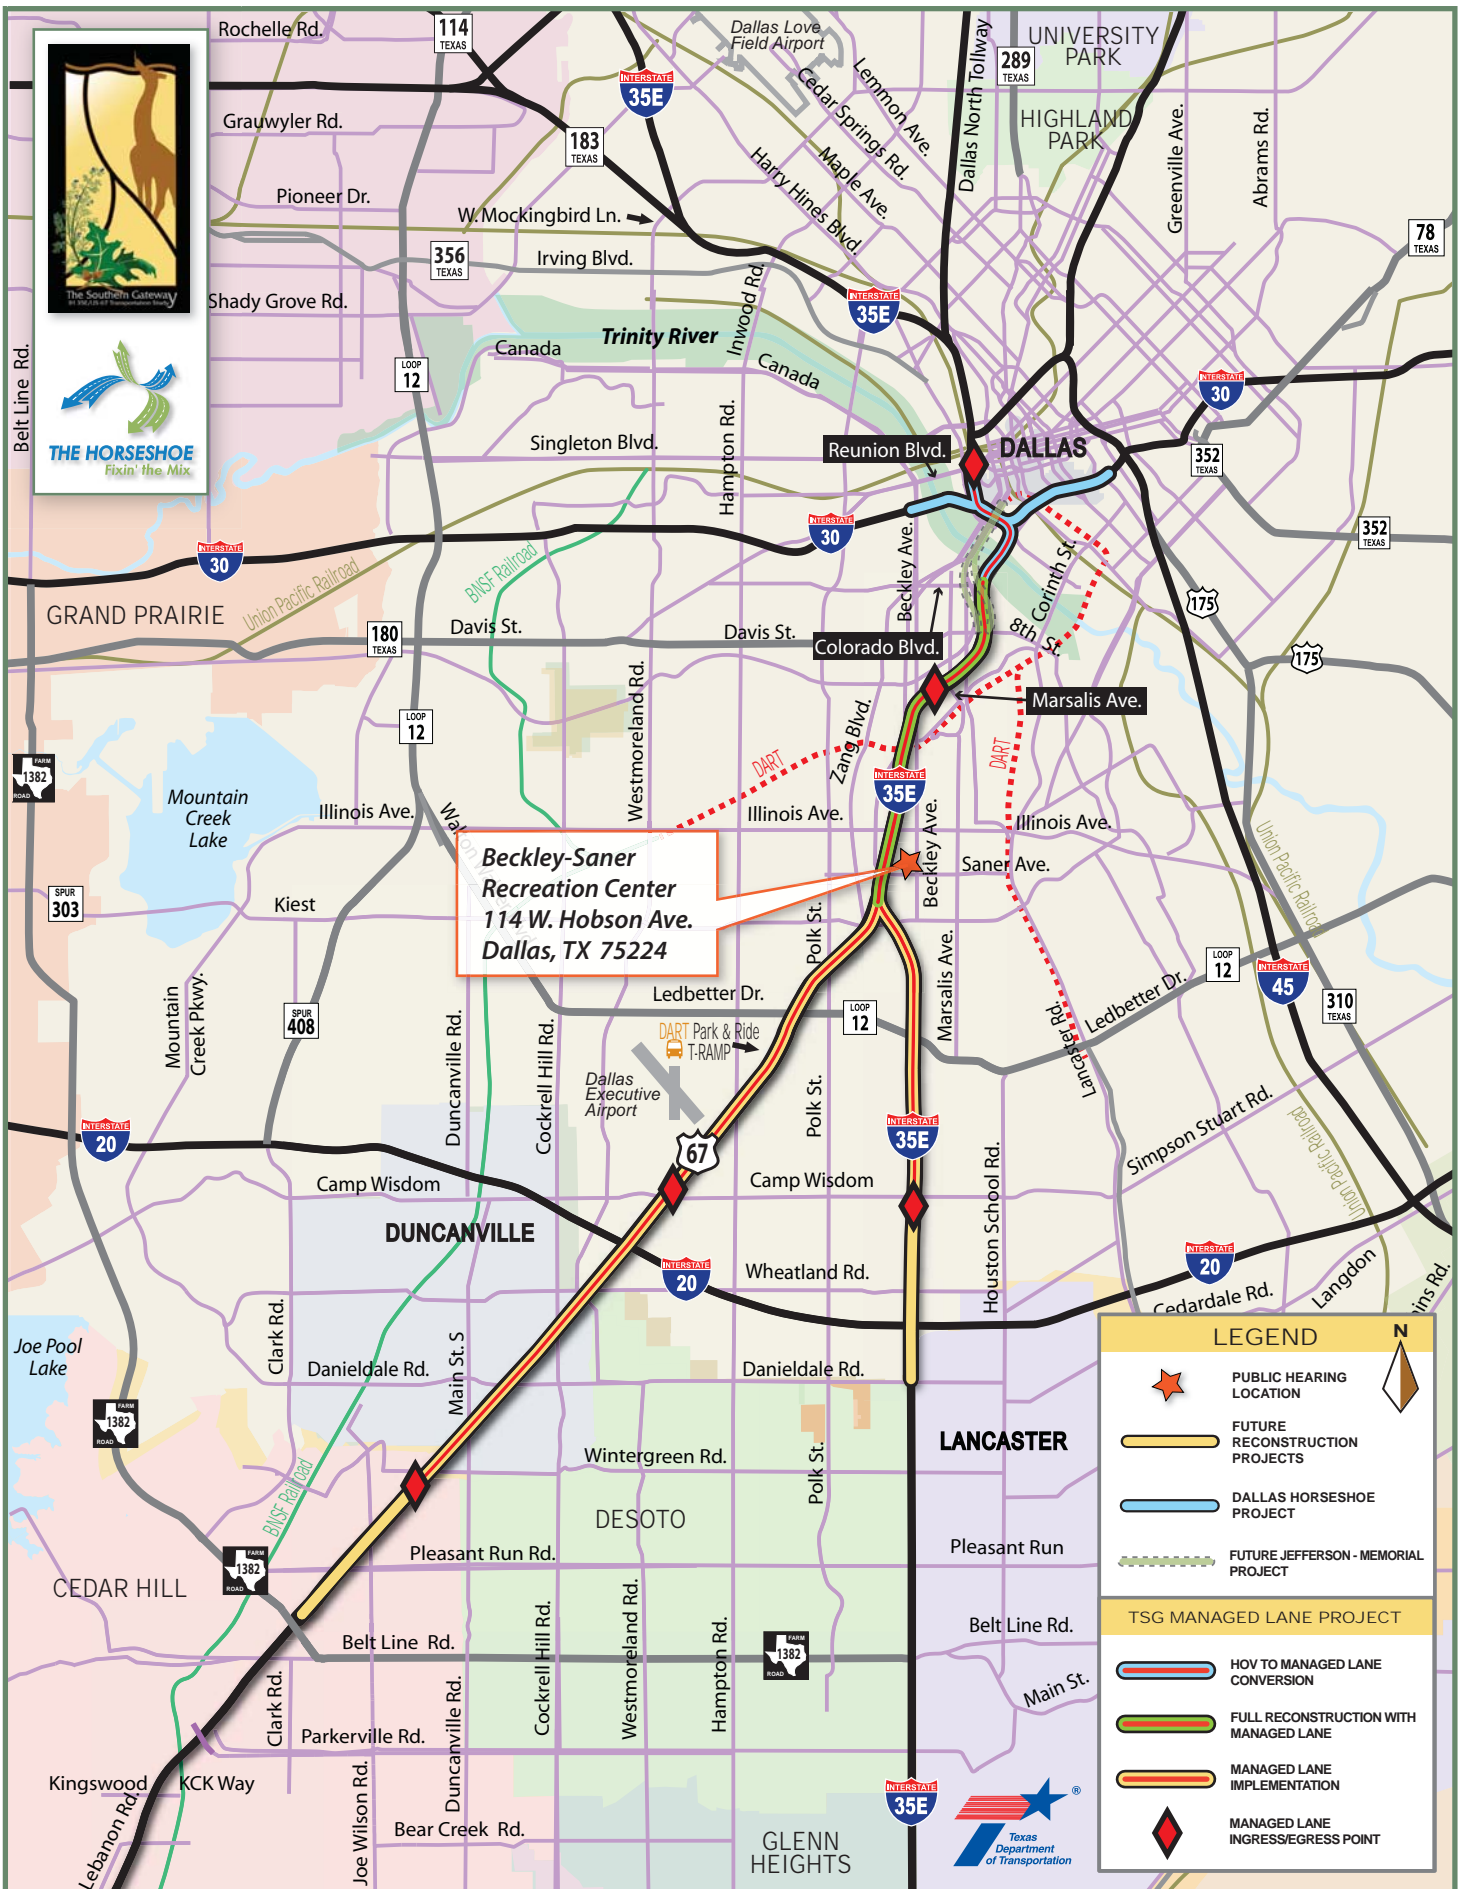 Rochelle Rd.
114
TEXAS
Dallas Love
Field Airport
UNIVERSITY
PARK
289
TEXAS
INTERSTATE
35E
Cedar Springs Rd.
Lemmon Ave.
Dallas North Tollway
HIGHLAND
PARK
Greenville Ave.
Abrams Rd.
Grauwyler Rd.
183
TEXAS
Harry Hines Blvd.
Maple Ave.
Pioneer Dr.
W. Mockingbird Ln.
78
TEXAS
356
TEXAS
Irving Blvd.
The Southern Gateway
IH 35E/US-67 Transportation Study
Shady Grove Rd.
INTERSTATE
35E
Inwood Rd.
Trinity River
Canada
Canada
Belt Line Rd.
LOOP
12
INTERSTATE
30
THE HORSESHOE
Fixin' the Mix
Singleton Blvd.
Hampton Rd.
Reunion Blvd.
DALLAS
352
TEXAS
352
TEXAS
INTERSTATE
30
INTERSTATE
30
BNSF Railroad
Union Pacific Railroad
Beckley Ave.
Corinth St.
175
GRAND PRAIRIE
180
TEXAS
Davis St.
Davis St.
8th St.
Colorado Blvd.
175
Marsalis Ave.
Westmoreland Rd.
LOOP
12
Zang Blvd.
DART
DART
FARM
1382
ROAD
Mountain
Creek
Lake
INTERSTATE
35E
Illinois Ave.
Illinois Ave.
Illinois Ave.
Beckley Ave.
Saner Ave.
Union Pacific Railroad
Beckley-Saner
Recreation Center
114 W. Hobson Ave.
Dallas, TX 75224
SPUR
303
Kiest
Polk St.
Marsalis Ave.
LOOP
12
INTERSTATE
45
310
TEXAS
Mountain
Creek Pkwy.
SPUR
408
Ledbetter Dr.
LOOP
12
Ledbetter Dr.
Lancaster Rd.
DART Park & Ride
T-RAMP
Duncanville Rd.
Cockrell Hill Rd.
Dallas
Executive
Airport
Polk St.
INTERSTATE
20
67
INTERSTATE
35E
Simpson Stuart Rd.
Union Pacific Railroad
Camp Wisdom
Camp Wisdom
Houston School Rd.
DUNCANVILLE
INTERSTATE
20
Wheatland Rd.
INTERSTATE
20
Langdon
Cedardale Rd.
Joe Pool
Lake
Clark Rd.
Main St. S
Danieldale Rd.
Danieldale Rd.
FARM
1382
ROAD
LANCASTER
Wintergreen Rd.
Polk St.
BNSF Railroad
DESOTO
Pleasant Run Rd.
Pleasant Run
FARM
1382
ROAD
CEDAR HILL
Belt Line Rd.
Cockrell Hill Rd.
Westmoreland Rd.
Hampton Rd.
FARM
1382
ROAD
Belt Line Rd.
Main St.
Clark Rd.
Duncanville Rd.
Parkerville Rd.
Kingswood
KCK Way
Lebanon Rd.
Joe Wilson Rd.
Bear Creek Rd.
INTERSTATE
35E
GLENN
HEIGHTS
Texas
Department
of Transportation
®
LEGEND
N
PUBLIC HEARING
LOCATION
FUTURE
RECONSTRUCTION
PROJECTS
DALLAS HORSESHOE
PROJECT
FUTURE JEFFERSON - MEMORIAL
PROJECT
TSG MANAGED LANE PROJECT
HOV TO MANAGED LANE
CONVERSION
FULL RECONSTRUCTION WITH
MANAGED LANE
MANAGED LANE
IMPLEMENTATION
MANAGED LANE
INGRESS/EGRESS POINT